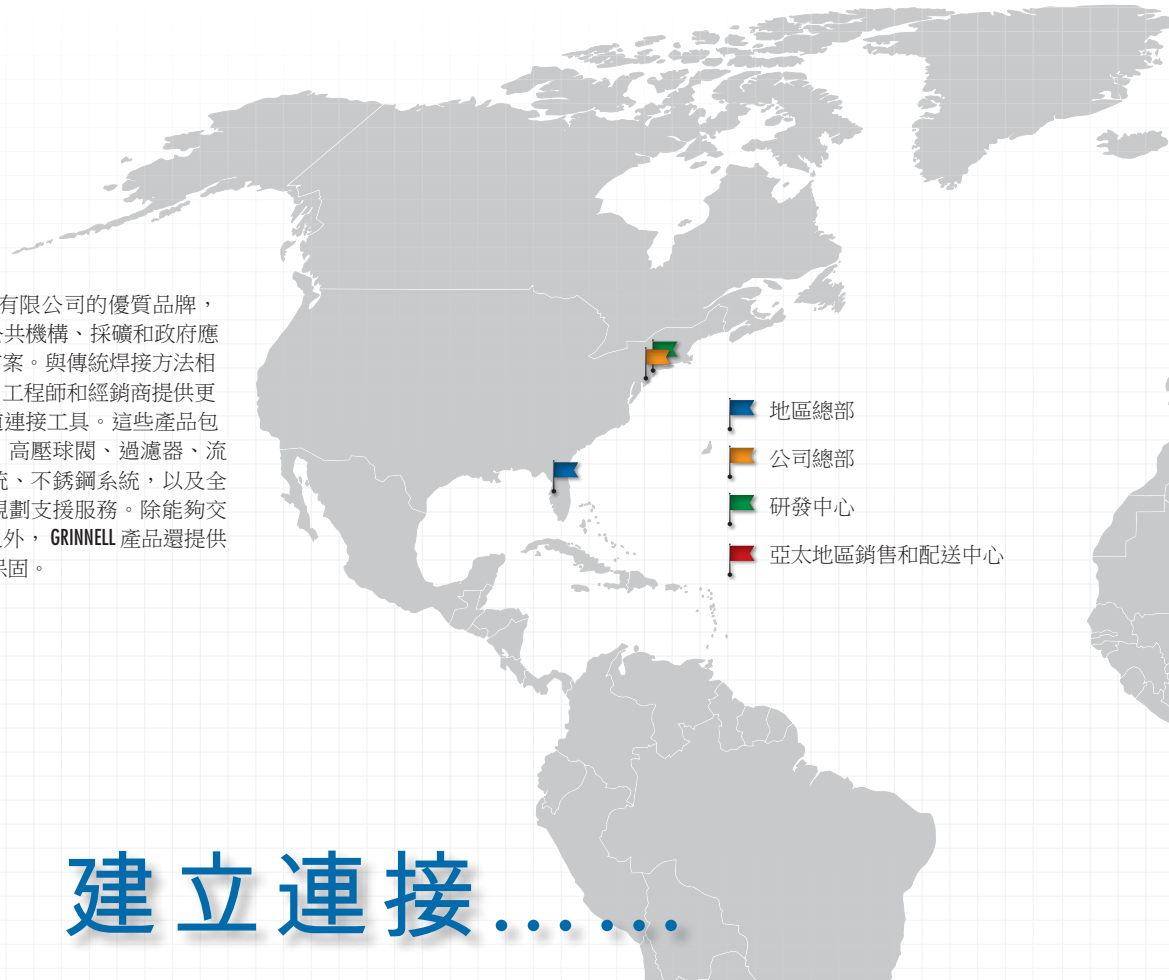 有限公司的優質品牌，
共機構、採礦和政府應
案。與傳統焊接方法相
工程師和經銷商提供更
連接工具。這些產品包
高壓球閥、過濾器、流
統、不銹鋼系統，以及全
規劃支援服務。除能夠交
外， GRINNELL 產品還提供
保固。
地區總部
公司總部
研發中心
亞太地區銷售和配送中心
建立連接......